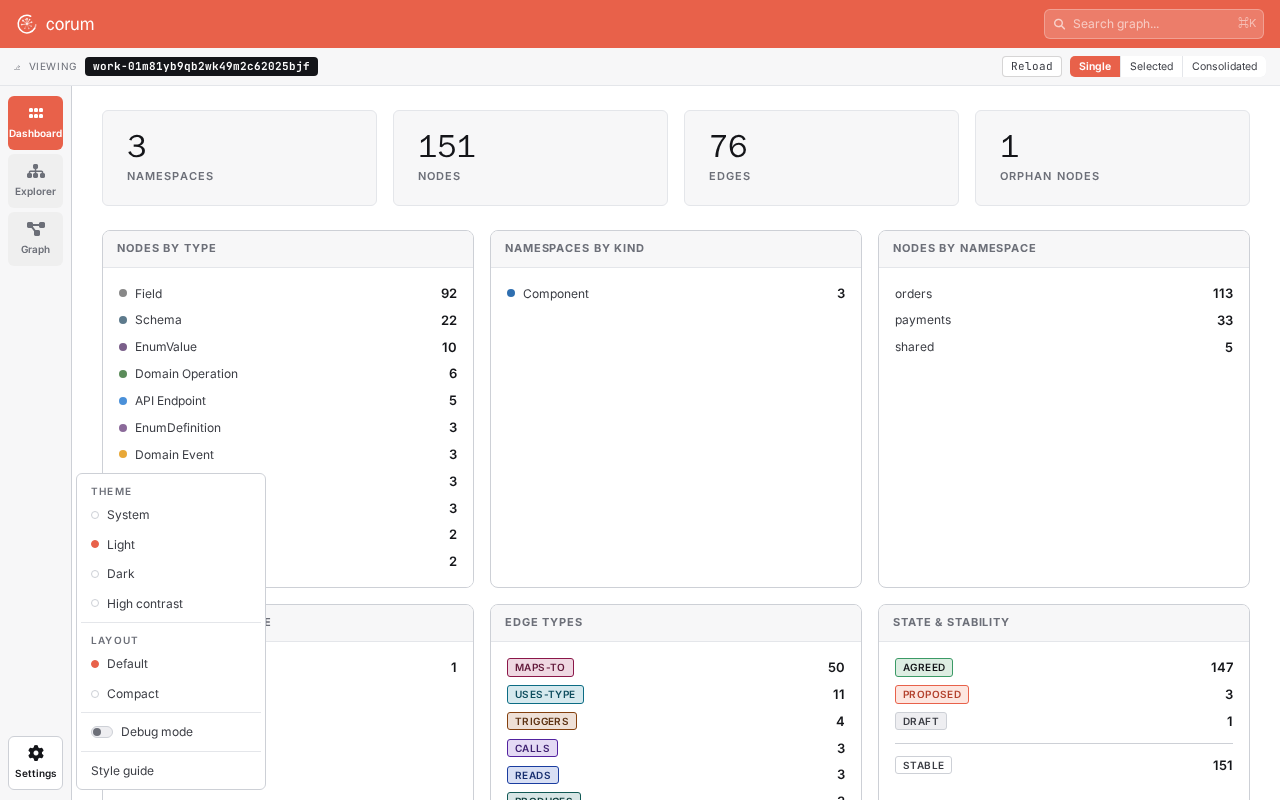 corum
Search graph... ⌘K
VIEWING work-01m81yb9qb2wk49m2c62025bjf
Reload Single Selected Consolidated
Dashboard
Explorer
Graph
Settings
3
NAMESPACES
151
NODES
76
EDGES
1
ORPHAN NODES
NODES BY TYPE
Field 92
Schema 22
EnumValue 10
Domain Operation 6
API Endpoint 5
EnumDefinition 3
Domain Event 3
3
3
2
2
NAMESPACES BY KIND
Component 3
NODES BY NAMESPACE
orders 113
payments 33
shared 5
THEME
System
Light
Dark
High contrast
LAYOUT
Default
Compact
Debug mode
Style guide
E
1
EDGE TYPES
MAPS-TO 50
USES-TYPE 11
TRIGGERS 4
CALLS 3
READS 3
STATE & STABILITY
AGREED 147
PROPOSED 3
DRAFT 1
STABLE 151